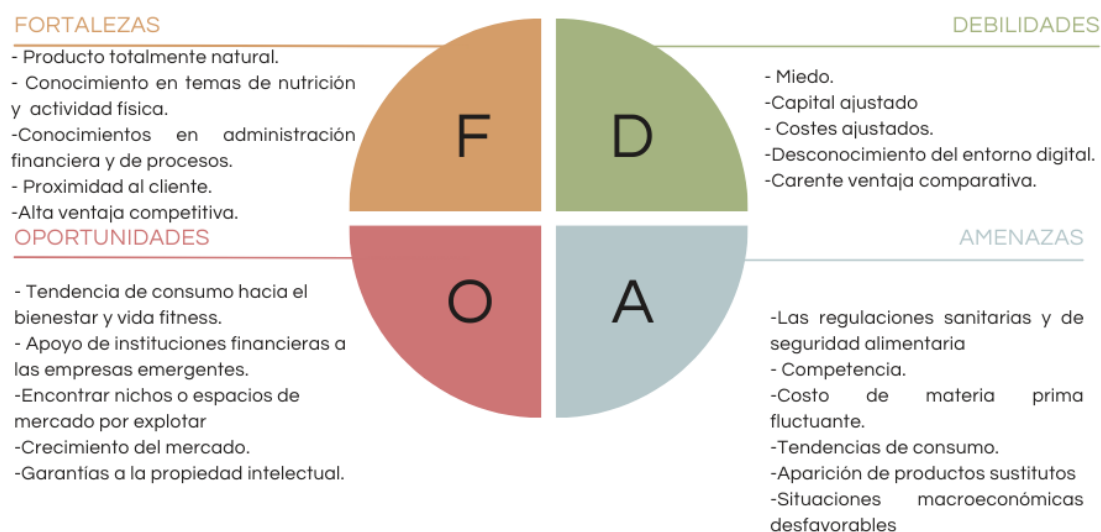 FORTALEZAS
- Producto totalmente natural.
- Conocimiento en temas de nutrición
y actividad física.
-Conocimientos en administración
financiera y de procesos.
- Proximidad al cliente.
-Alta ventaja competitiva.
F
D
DEBILIDADES
- Miedo.
-Capital ajustado
- Costes ajustados.
-Desconocimiento del entorno digital.
-Carente ventaja comparativa.
OPORTUNIDADES
- Tendencia de consumo hacia el
bienestar y vida fitness.
- Apoyo de instituciones financieras a
las empresas emergentes.
-Encontrar nichos o espacios de
mercado por explotar
-Crecimiento del mercado.
-Garantías a la propiedad intelectual.
O
A
AMENAZAS
-Las regulaciones sanitarias y de
seguridad alimentaria
- Competencia.
-Costo de materia prima
fluctuante.
-Tendencias de consumo.
-Aparición de productos sustitutos
-Situaciones macroeconómicas
desfavorables